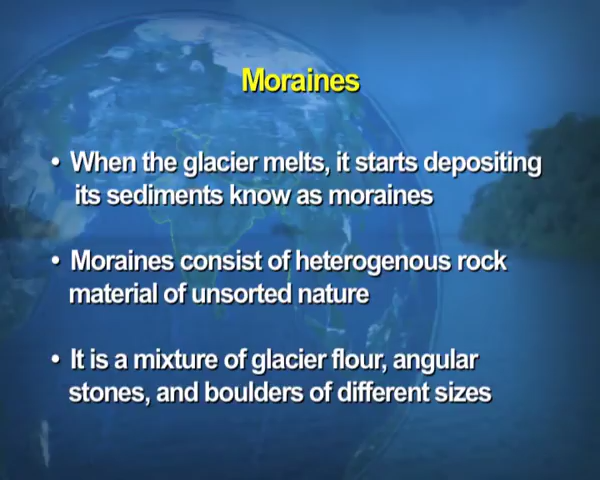 Moraines
• When the glacier melts, it starts depositing
its sediments know as moraines
• Moraines consist of heterogenous rock
material of unsorted nature
• It is a mixture of glacier flour, angular
stones, and boulders of different sizes